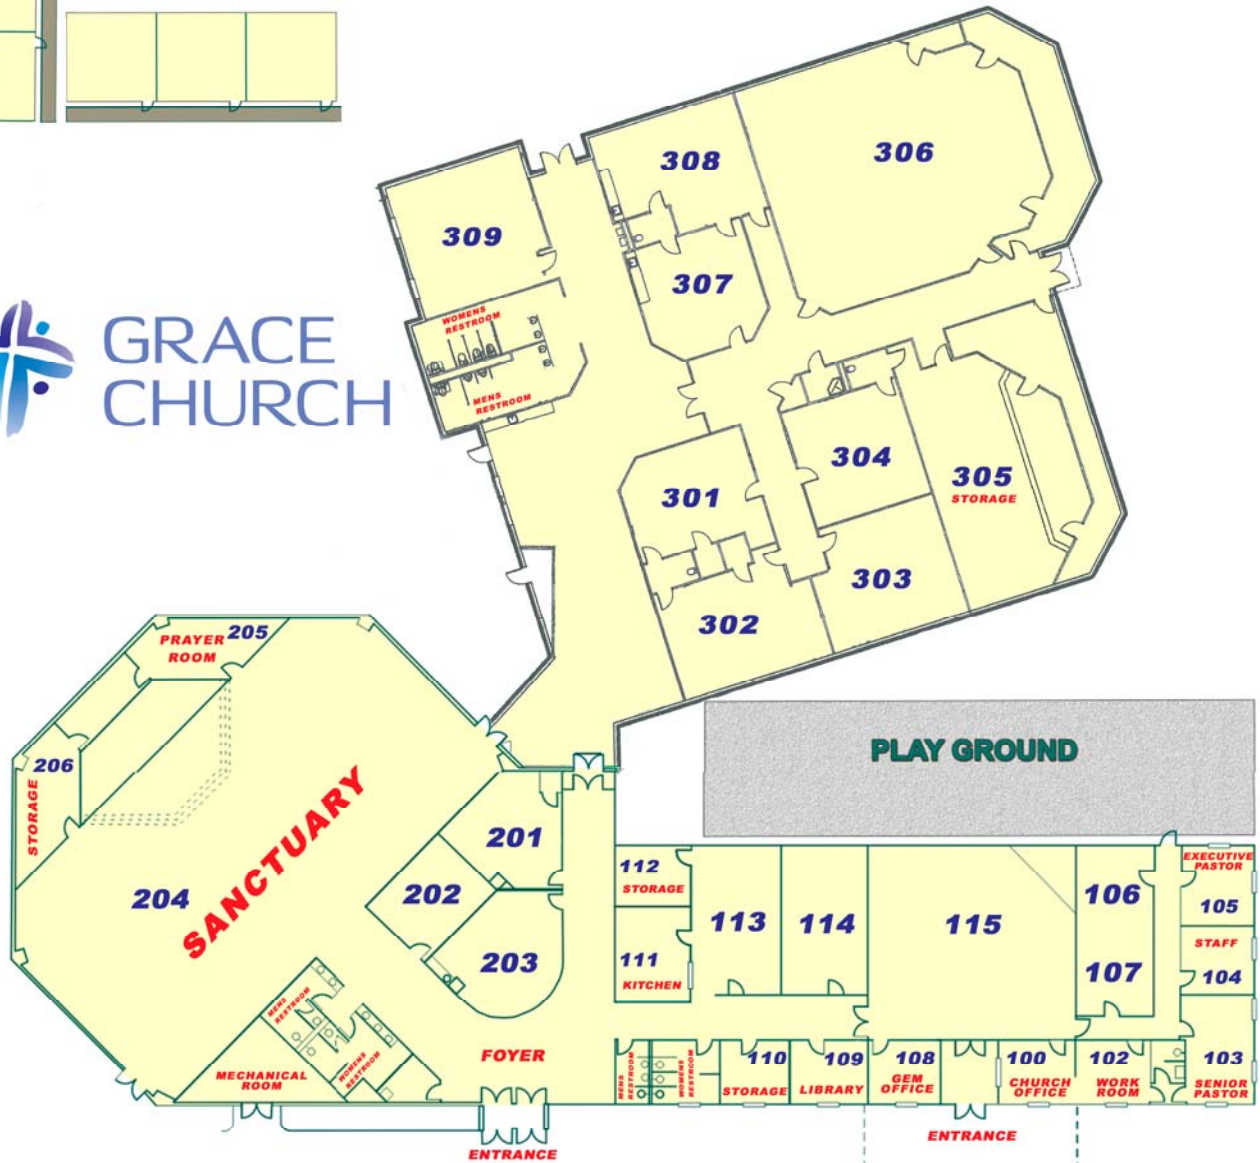 306
308
309
307
GRACE
CHURCH
WOMENS
RESTROOM
MENS
RESTROOM
304
305
STORAGE
301
303
302
PRAYER
ROOM
205
PLAY GROUND
206
STORAGE
SANCTUARY
204
201
202
203
112
STORAGE
111
KITCHEN
113
114
115
106
107
EXECUTIVE
PASTOR
105
STAFF
104
MENS
RESTROOM
WOMENS
RESTROOM
MECHANICAL
ROOM
FOYER
MENS
RESTROOM
WOMENS
RESTROOM
110
STORAGE
109
LIBRARY
108
GEM
OFFICE
100
CHURCH
OFFICE
102
WORK
ROOM
103
SENIOR
PASTOR
ENTRANCE
ENTRANCE